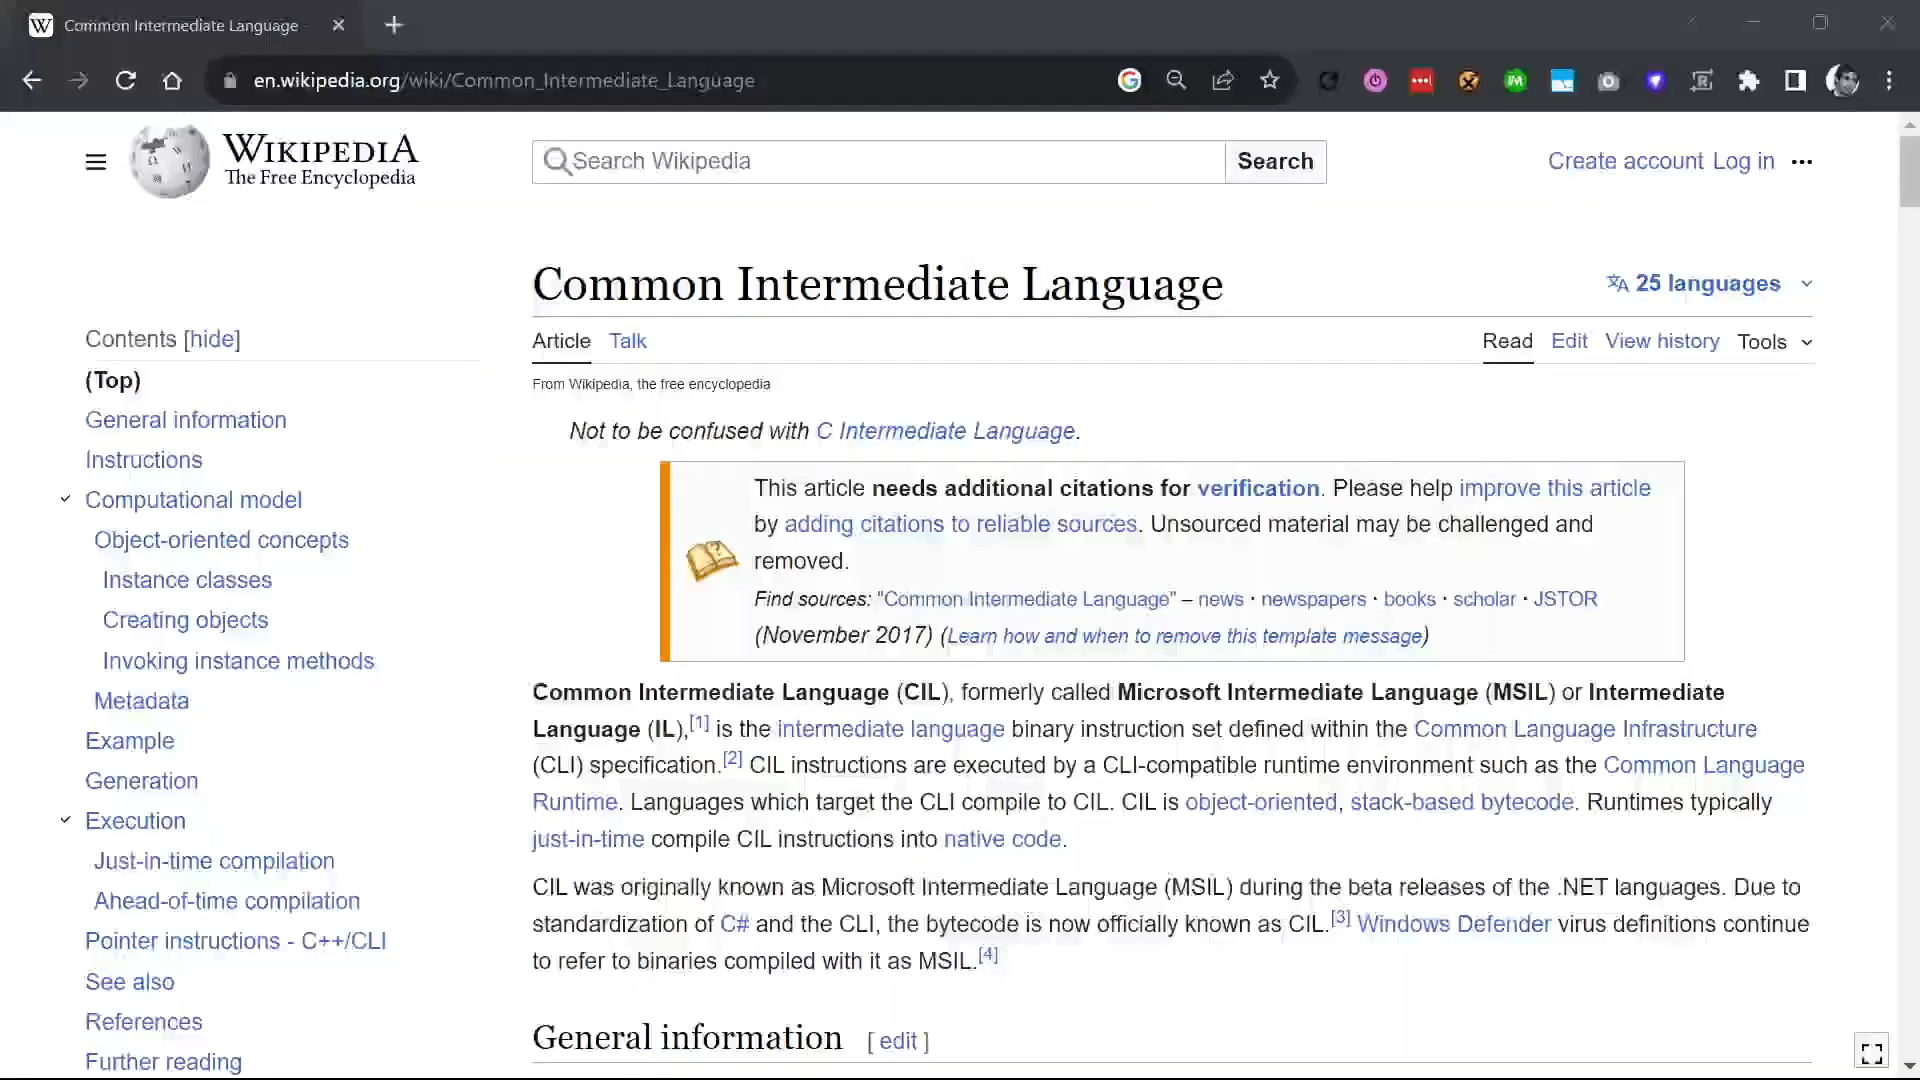 Common Intermediate Language
en.wikipedia.org/wiki/Common_Intermediate_Language
WIKIPEDIA
The Free Encyclopedia
Search Wikipedia
Search
Create account Log in
Common Intermediate Language
25 languages
Article Talk
Read Edit View history Tools
From Wikipedia, the free encyclopedia
Contents [hide]
(Top)
General information
Instructions
Computational model
Object-oriented concepts
Instance classes
Creating objects
Invoking instance methods
Metadata
Example
Generation
Execution
Just-in-time compilation
Ahead-of-time compilation
Pointer instructions - C++/CLI
See also
References
Further reading
Not to be confused with C Intermediate Language.
This article needs additional citations for verification. Please help improve this article
by adding citations to reliable sources. Unsourced material may be challenged and
removed.
Find sources: "Common Intermediate Language" – news · newspapers · books · scholar · JSTOR
(November 2017) (Learn how and when to remove this template message)
Common Intermediate Language (CIL), formerly called Microsoft Intermediate Language (MSIL) or Intermediate
Language (IL),[1] is the intermediate language binary instruction set defined within the Common Language Infrastructure
(CLI) specification.[2] CIL instructions are executed by a CLI-compatible runtime environment such as the Common Language
Runtime. Languages which target the CLI compile to CIL. CIL is object-oriented, stack-based bytecode. Runtimes typically
just-in-time compile CIL instructions into native code.
CIL was originally known as Microsoft Intermediate Language (MSIL) during the beta releases of the .NET languages. Due to
standardization of C# and the CLI, the bytecode is now officially known as CIL.[3] Windows Defender virus definitions continue
to refer to binaries compiled with it as MSIL.[4]
General information [ edit ]